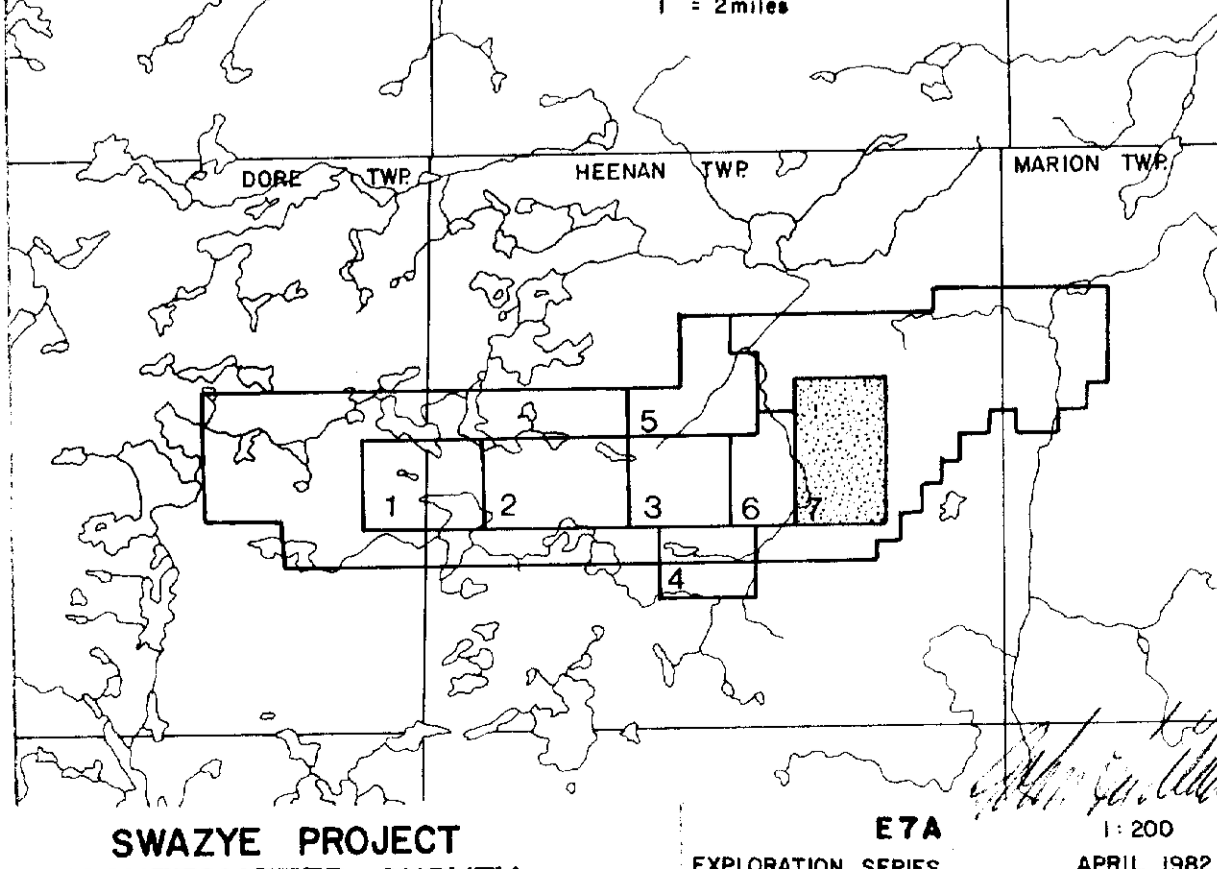 1" = 2miles
DORE TWP.
HEENAN TWP.
MARION TWP.
5
1
2
3
6
7
4
SWAZYE PROJECT
E7A
1:200
EXPLORATION SERIES
APRIL 1982